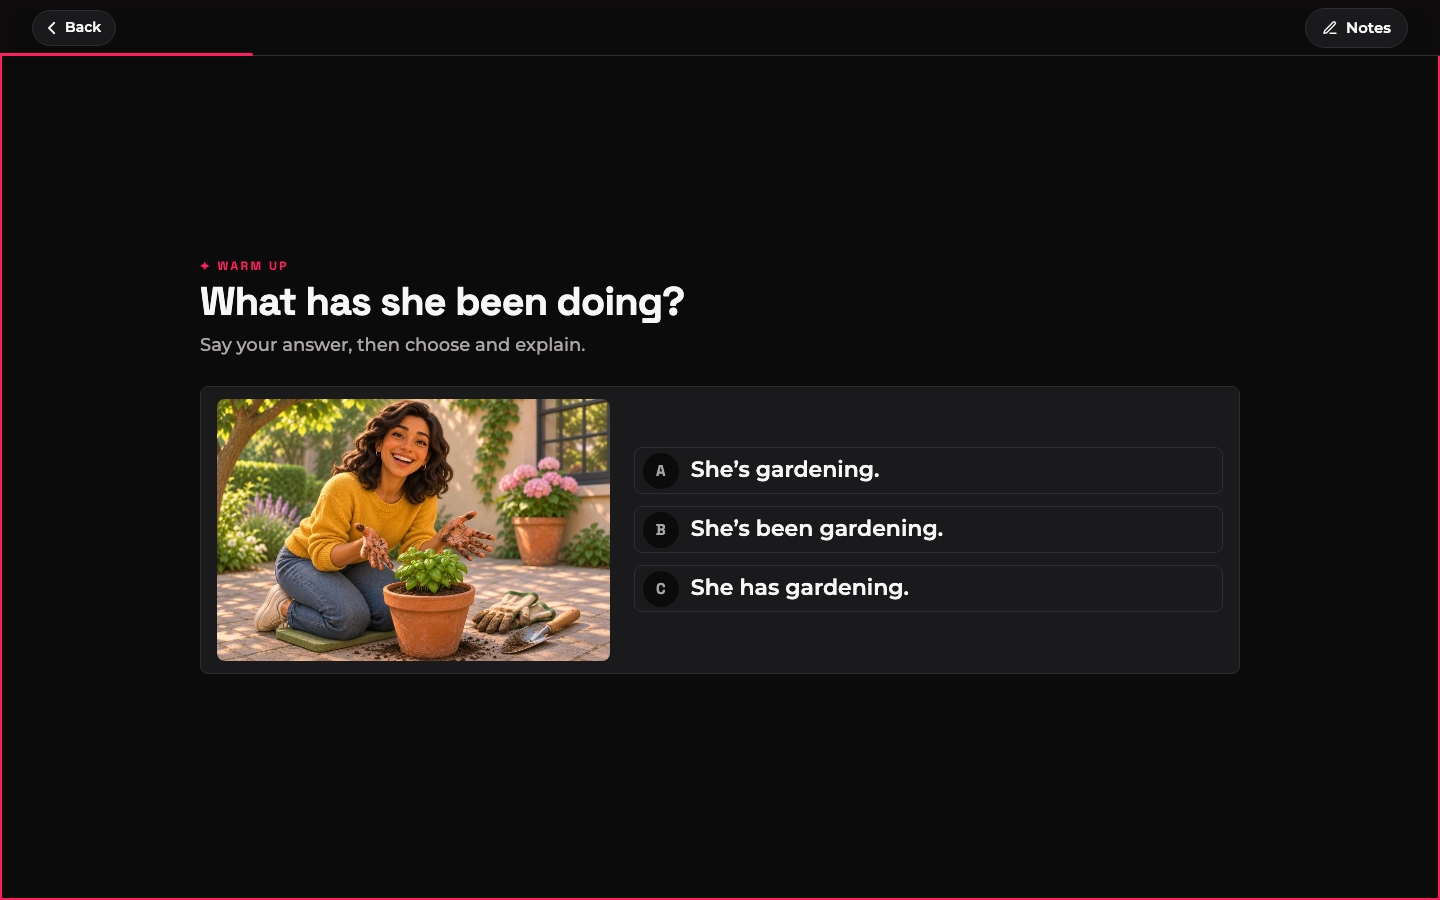 Back
Notes
✦ WARM UP
What has she been doing?
Say your answer, then choose and explain.
A She’s gardening.
B She’s been gardening.
C She has gardening.